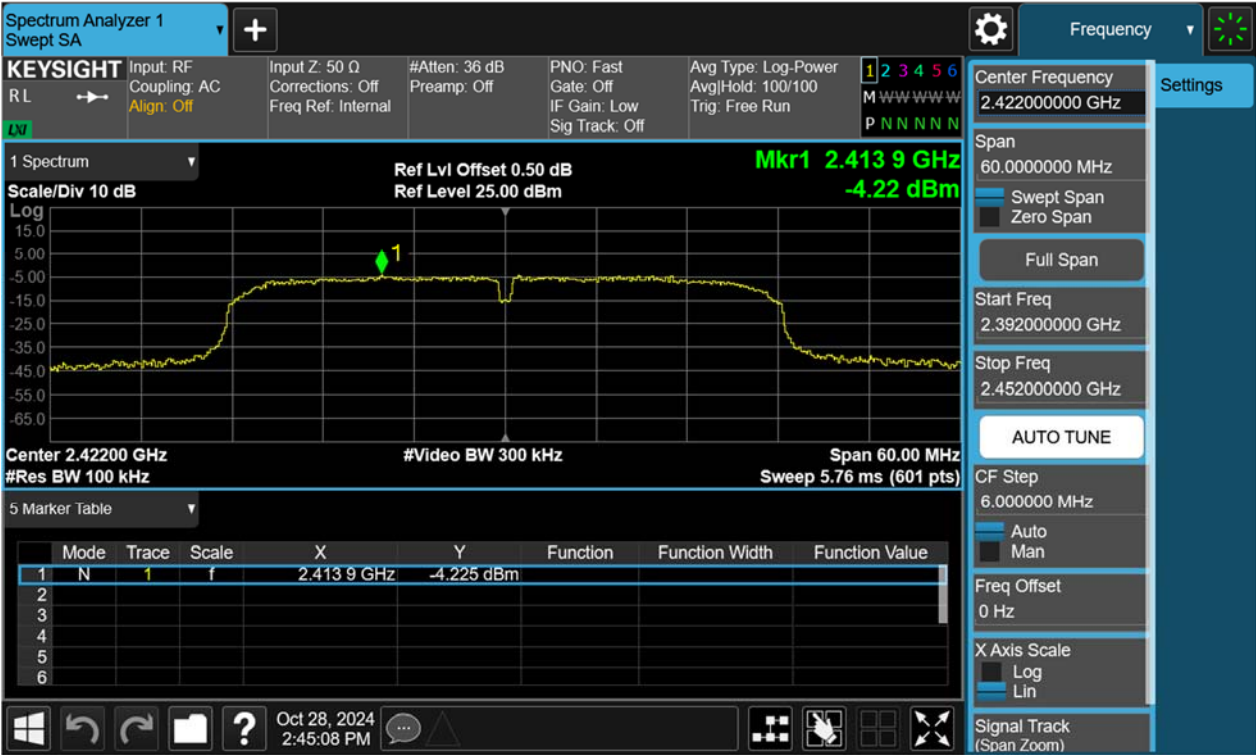 Spectrum Analyzer 1
Swept SA
Frequency
KEYSIGHT
R L
LXI
Input: RF
Coupling: AC
Align: Off
Input Z: 50 Ω
Corrections: Off
Freq Ref: Internal
#Atten: 36 dB
Preamp: Off
PNO: Fast
Gate: Off
IF Gain: Low
Sig Track: Off
Avg Type: Log-Power
Avg|Hold: 100/100
Trig: Free Run
1 2 3 4 5 6
M W W W W W
P N N N N N
1 Spectrum
Scale/Div 10 dB
Ref Lvl Offset 0.50 dB
Ref Level 25.00 dBm
Mkr1 2.413 9 GHz
-4.22 dBm
Log
15.0
5.00
-5.00
-15.0
-25.0
-35.0
-45.0
-55.0
-65.0
1
Center 2.42200 GHz
#Video BW 300 kHz
Span 60.00 MHz
#Res BW 100 kHz
Sweep 5.76 ms (601 pts)
5 Marker Table
Mode Trace Scale X Y Function Function Width Function Value
1 N 1 f 2.413 9 GHz -4.225 dBm
2
3
4
5
6
Oct 28, 2024
2:45:08 PM
Center Frequency
2.422000000 GHz
Settings
Span
60.0000000 MHz
Swept Span
Zero Span
Full Span
Start Freq
2.392000000 GHz
Stop Freq
2.452000000 GHz
AUTO TUNE
CF Step
6.000000 MHz
Auto
Man
Freq Offset
0 Hz
X Axis Scale
Log
Lin
Signal Track
(Span Zoom)